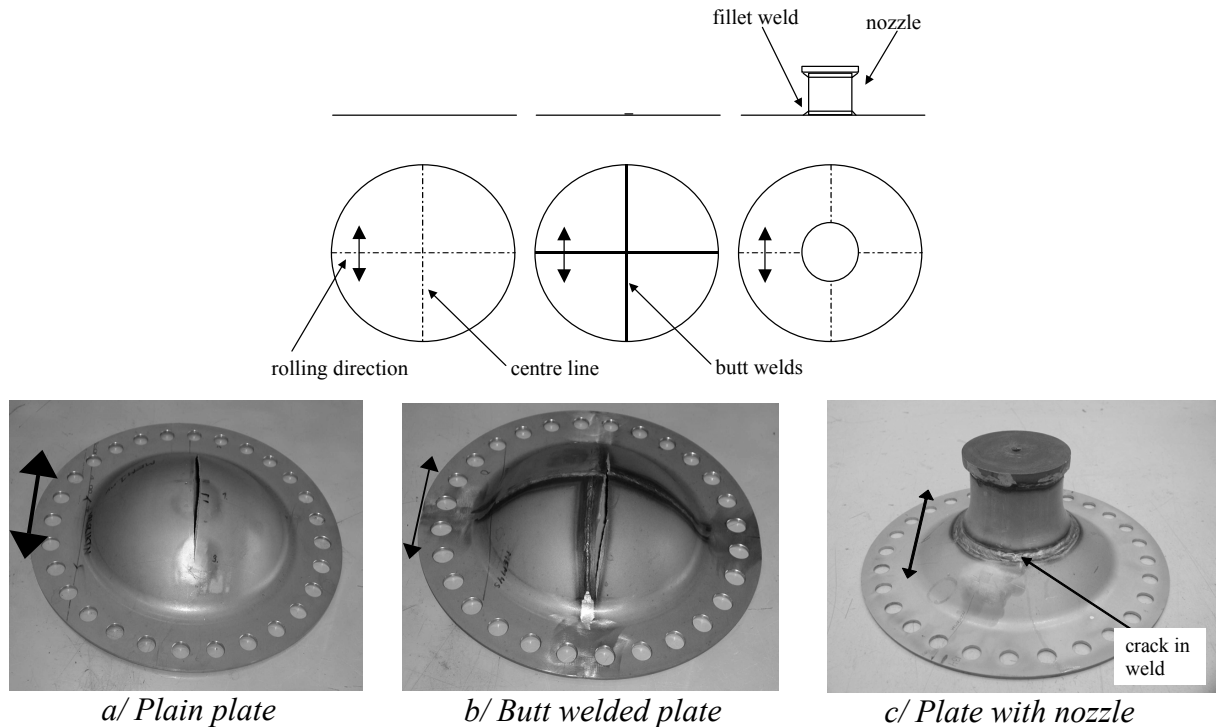 fillet weld
nozzle
rolling direction
centre line
butt welds
crack in
weld
a/ Plain plate
b/ Butt welded plate
c/ Plate with nozzle